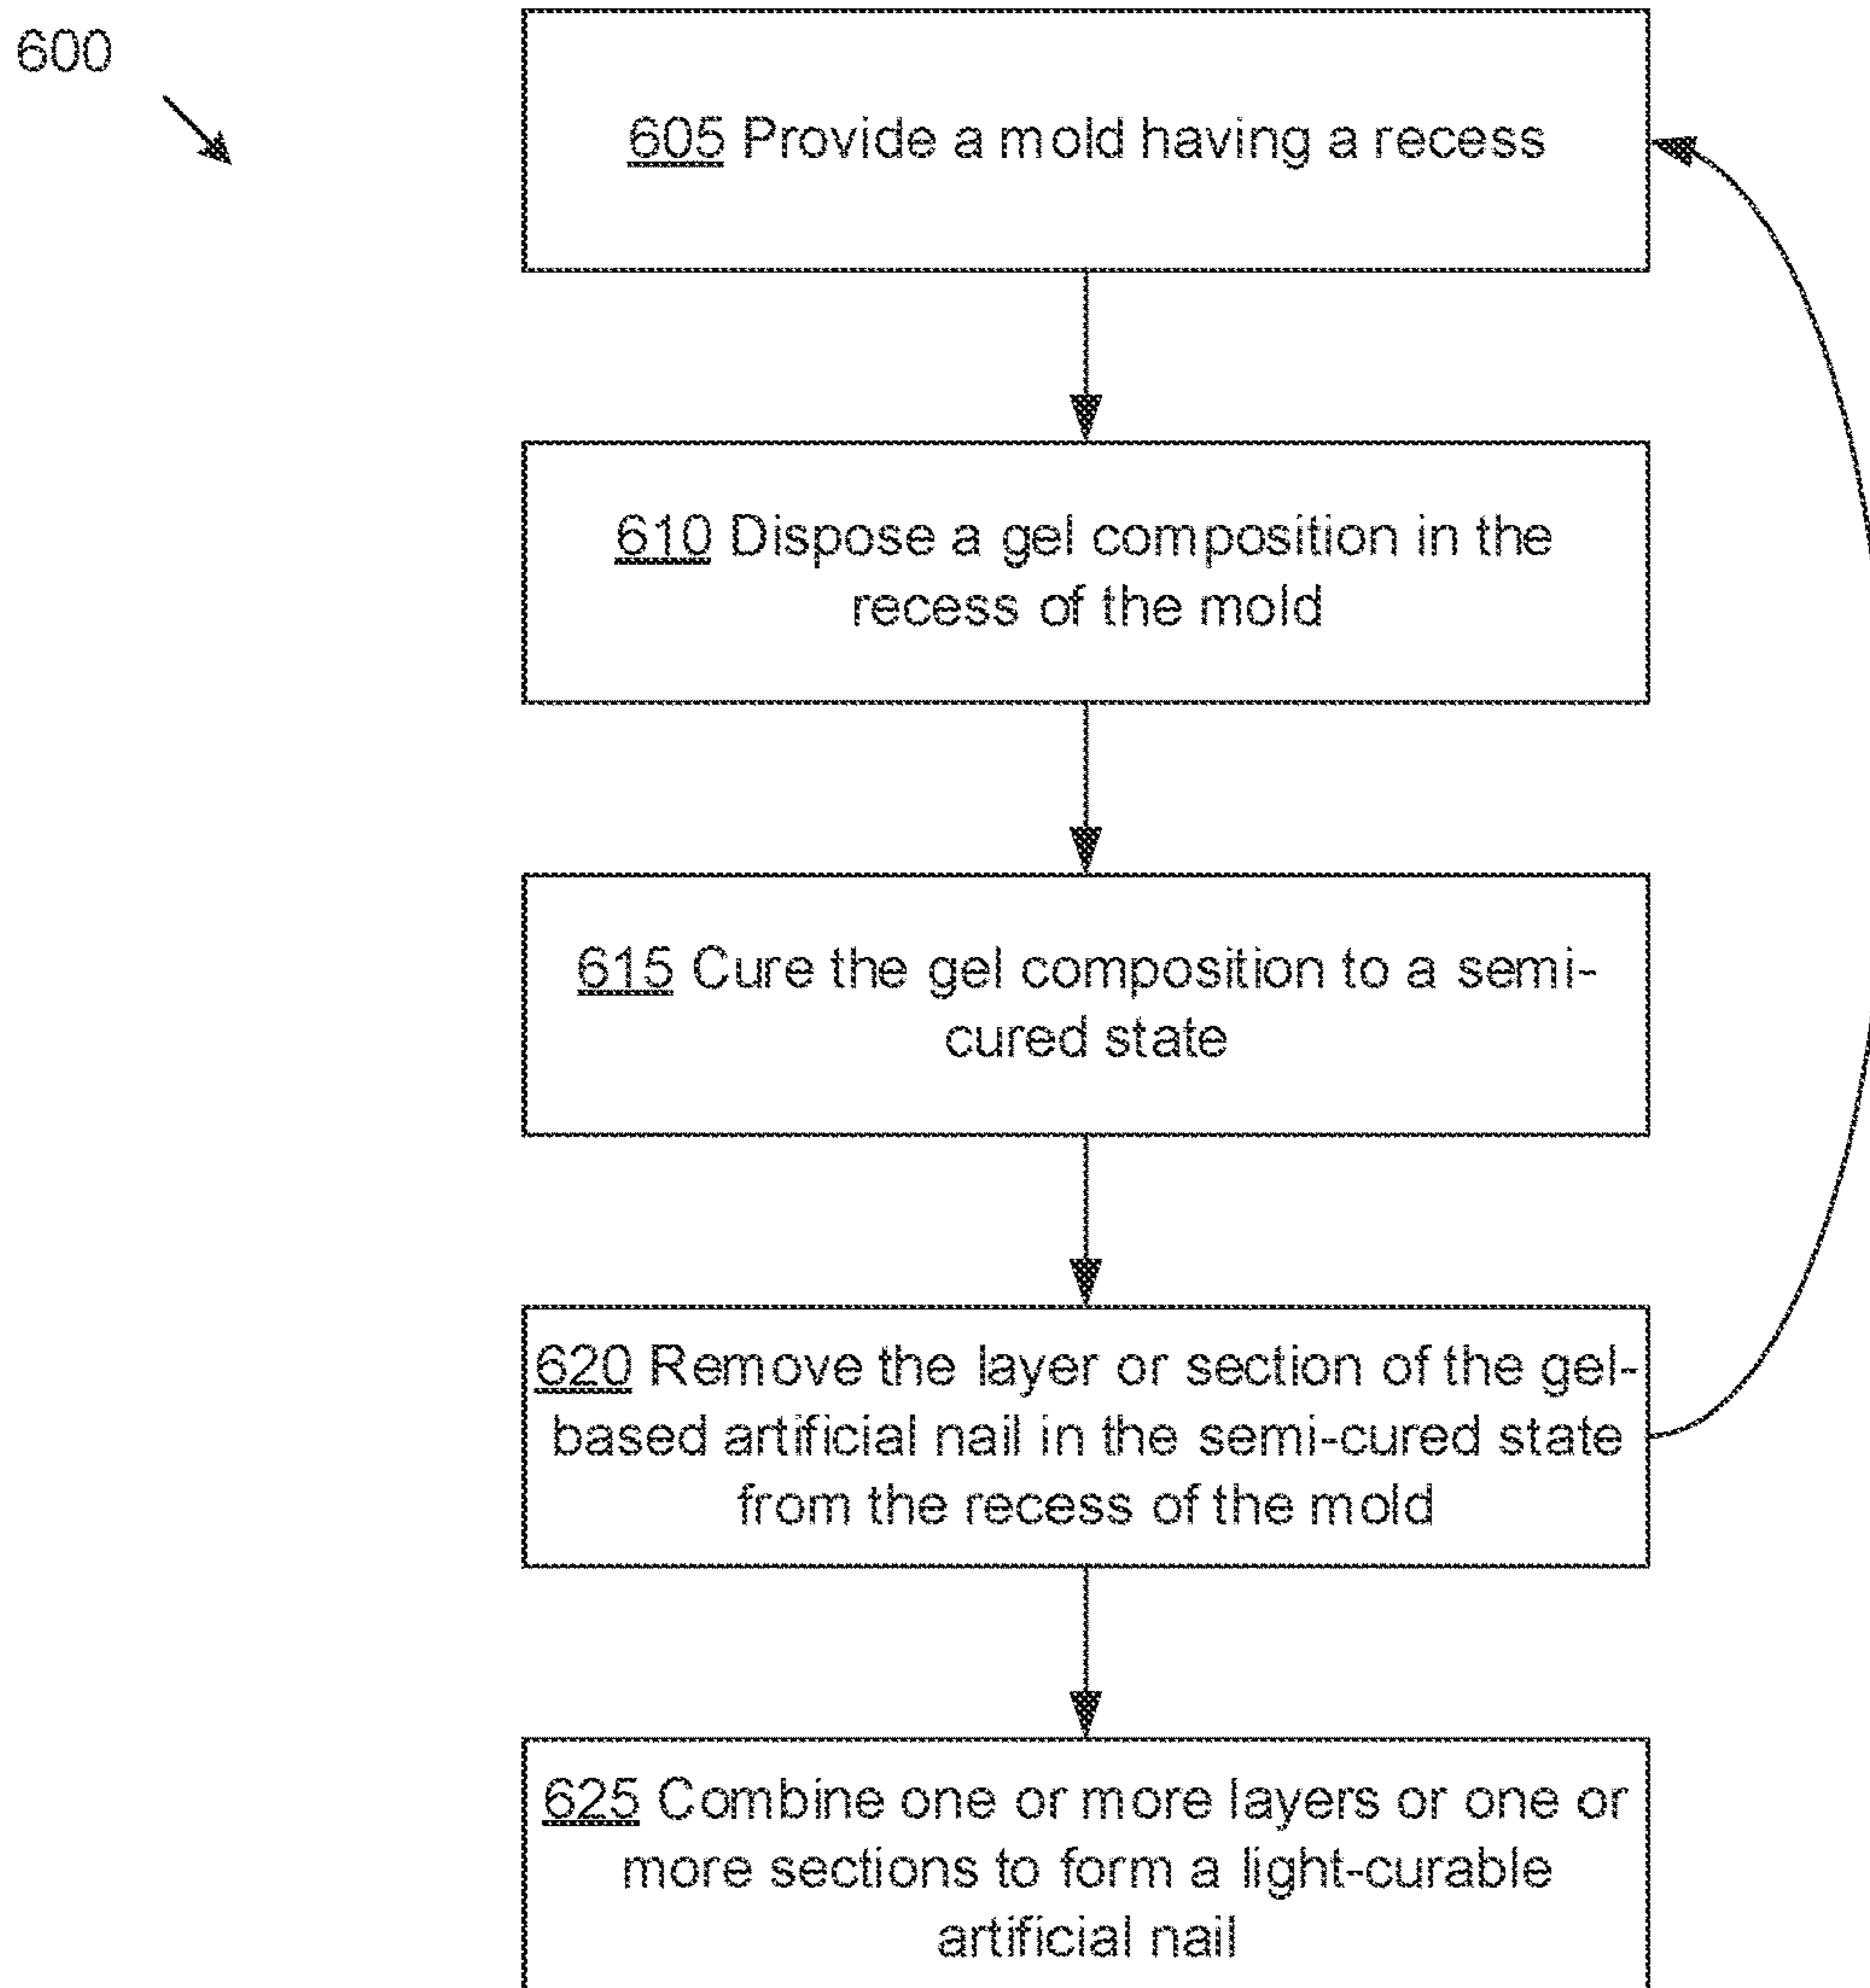 600
605 Provide a mold having a recess
610 Dispose a gel composition in the
recess of the mold
615 Cure the gel composition to a semi-
cured state
620 Remove the layer or section of the gel-
based artificial nail in the semi-cured state
from the recess of the mold
625 Combine one or more layers or one or
more sections to form a light-curable
artificial nail